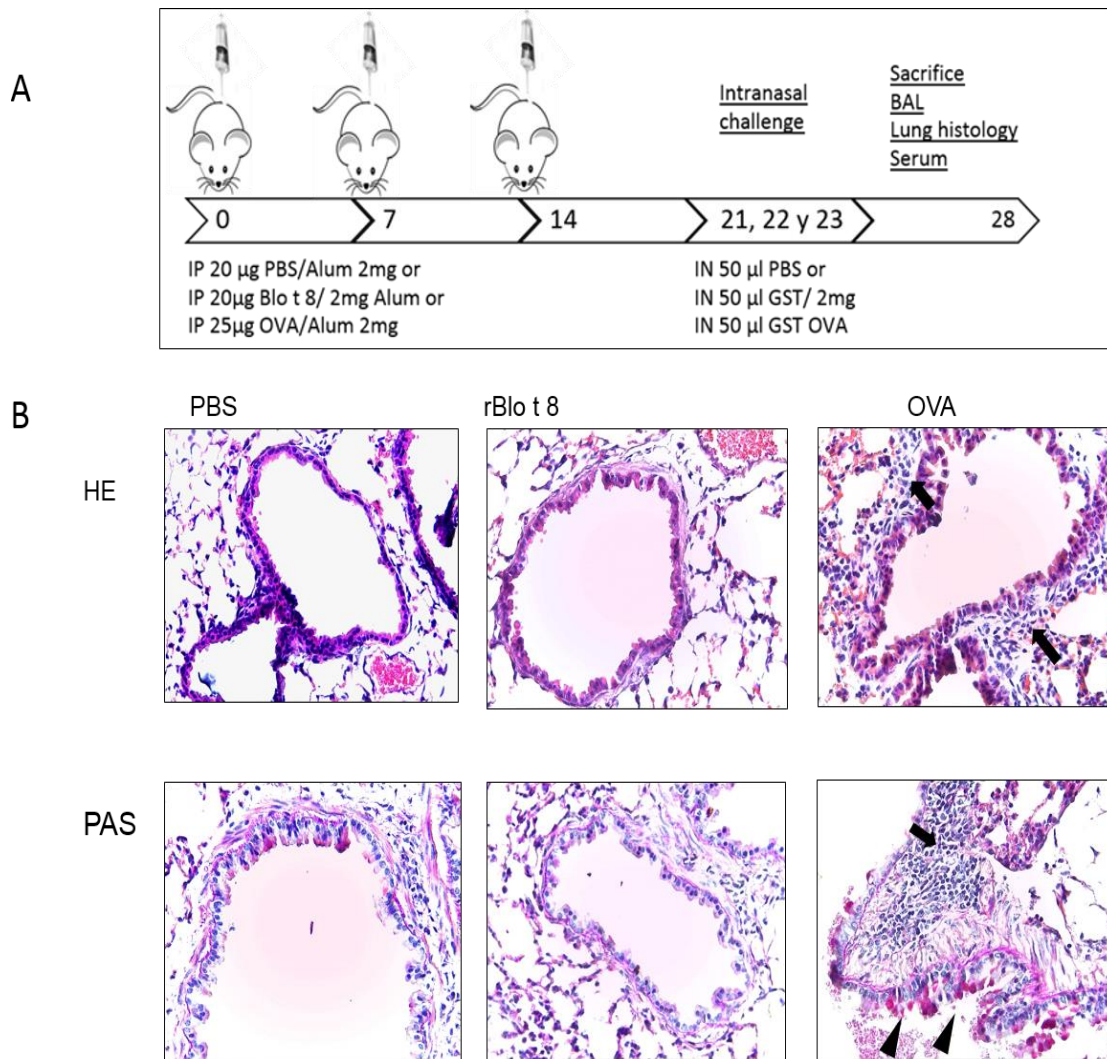 A
Intranasal
challenge
Sacrifice
BAL
Lung histology
Serum
0
7
14
21, 22 y 23
28
IP 20 µg PBS/Alum 2mg or
IP 20µg Blo t 8/ 2mg Alum or
IP 25µg OVA/Alum 2mg
IN 50 µl PBS or
IN 50 µl GST/ 2mg
IN 50 µl GST OVA
B
PBS
rBlo t 8
OVA
HE
PAS